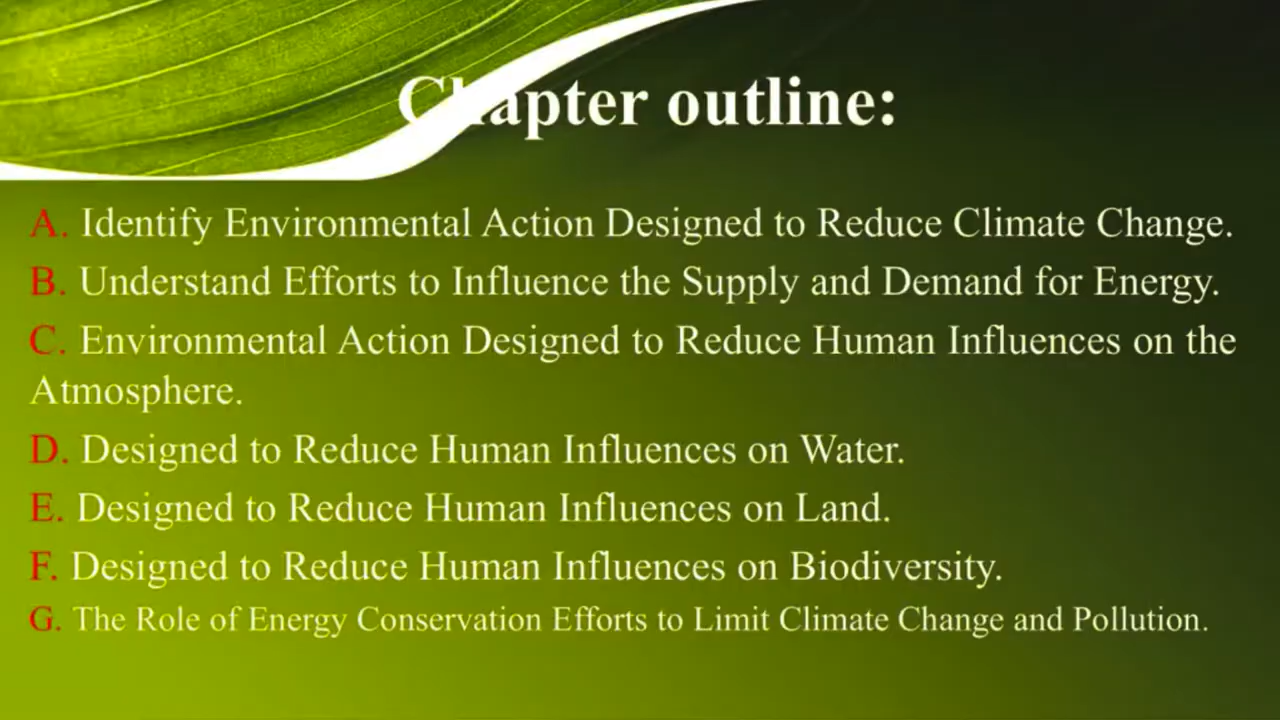 Chapter outline:
A. Identify Environmental Action Designed to Reduce Climate Change.
B. Understand Efforts to Influence the Supply and Demand for Energy.
C. Environmental Action Designed to Reduce Human Influences on the
Atmosphere.
D. Designed to Reduce Human Influences on Water.
E. Designed to Reduce Human Influences on Land.
F. Designed to Reduce Human Influences on Biodiversity.
G. The Role of Energy Conservation Efforts to Limit Climate Change and Pollution.